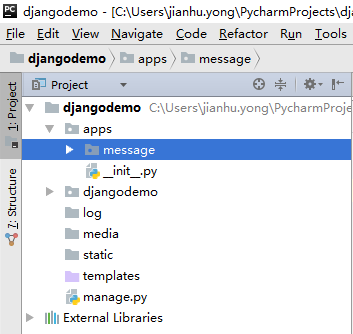 PC djangodemo - [C:\Users\jianhu.yong\PycharmProjects\dj
File Edit View Navigate Code Refactor Run Tools
djangodemo apps message
Project
1: Project
7: Structure
djangodemo C:\Users\jianhu.yong\PycharmProje
apps
message
__init__.py
djangodemo
log
media
static
templates
manage.py
External Libraries